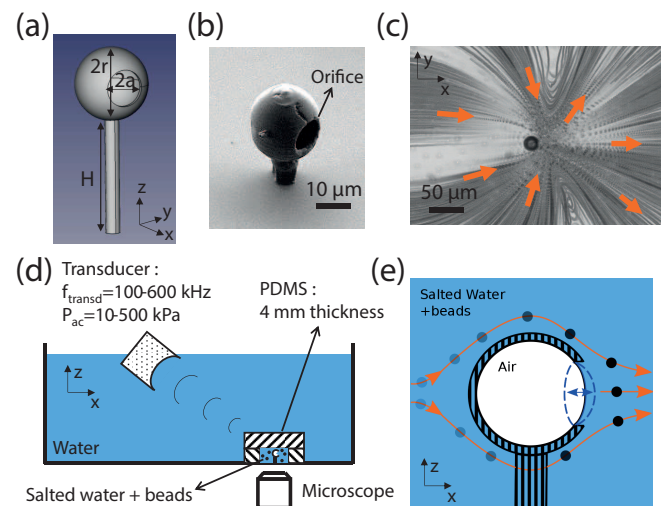 (a)
2r
2a
H
z
y
x
(b)
Orifice
10 µm
(c)
y
x
50 µm
(d)
Transducer :
f_transd=100-600 kHz
P_ac=10-500 kPa
PDMS :
4 mm thickness
z
x
Water
Salted water + beads
Microscope
(e)
Salted Water
+beads
Air
z
x